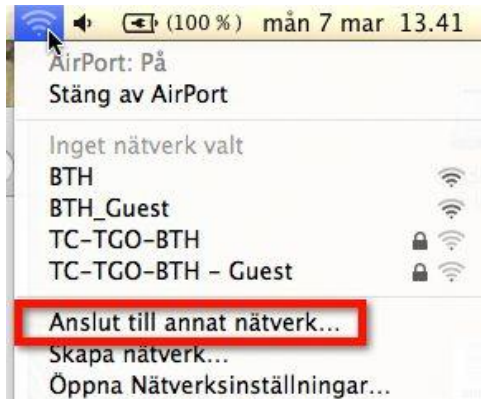 (100 %) mån 7 mar 13.41
AirPort: På
Stäng av AirPort
Inget nätverk valt
BTH
BTH_Guest
TC-TGO-BTH
TC-TGO-BTH - Guest
Anslut till annat nätverk...
Skapa nätverk...
Öppna Nätverksinställningar...